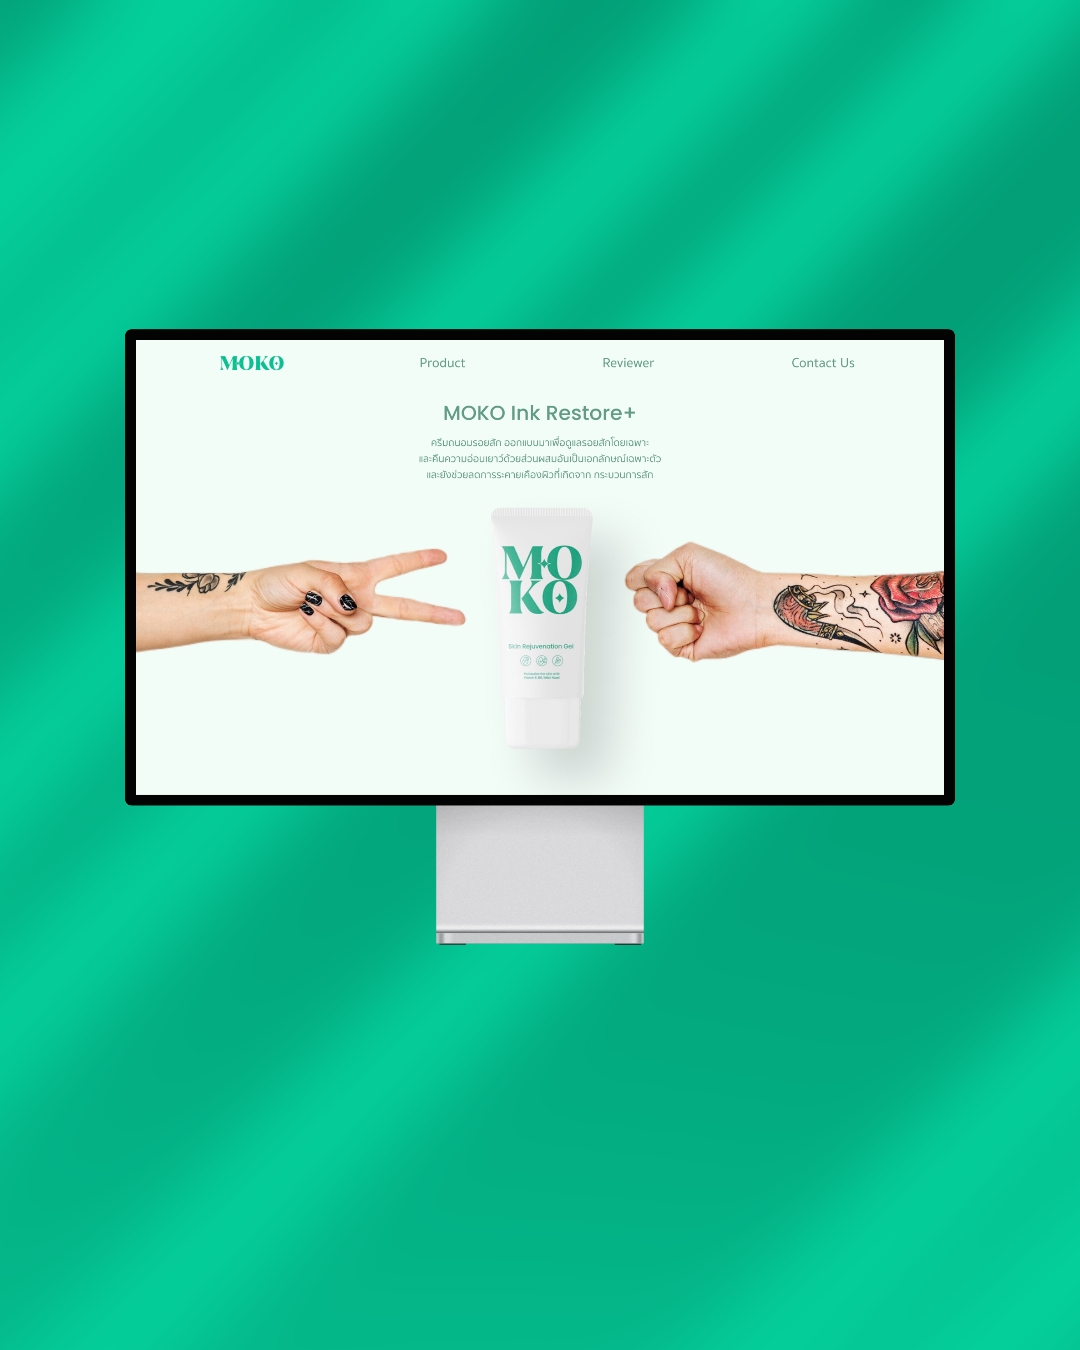 MOKO
Product
Reviewer
Contact Us
MOKO Ink Restore+
ครีมถนอมรอยสัก ออกแบบมาเพื่อดูแลรอยสักโดยเฉพาะ
และคืนความอ่อนเยาว์ด้วยส่วนผสมอันเป็นเอกลักษณ์เฉพาะตัว
และยังช่วยลดการระคายเคืองผิวที่เกิดจาก กระบวนการสัก
MO
KO
Skin Rejuvenation Gel